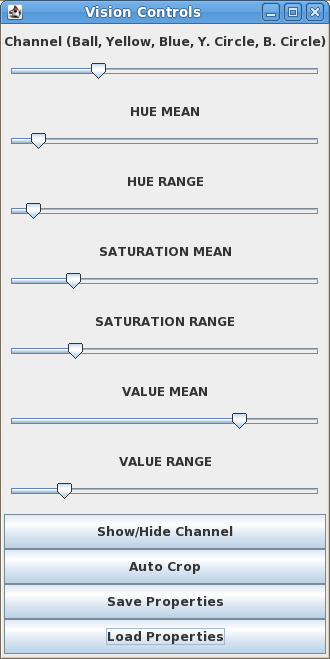 Vision Controls
Channel (Ball, Yellow, Blue, Y. Circle, B. Circle)
HUE MEAN
HUE RANGE
SATURATION MEAN
SATURATION RANGE
VALUE MEAN
VALUE RANGE
Show/Hide Channel
Auto Crop
Save Properties
Load Properties